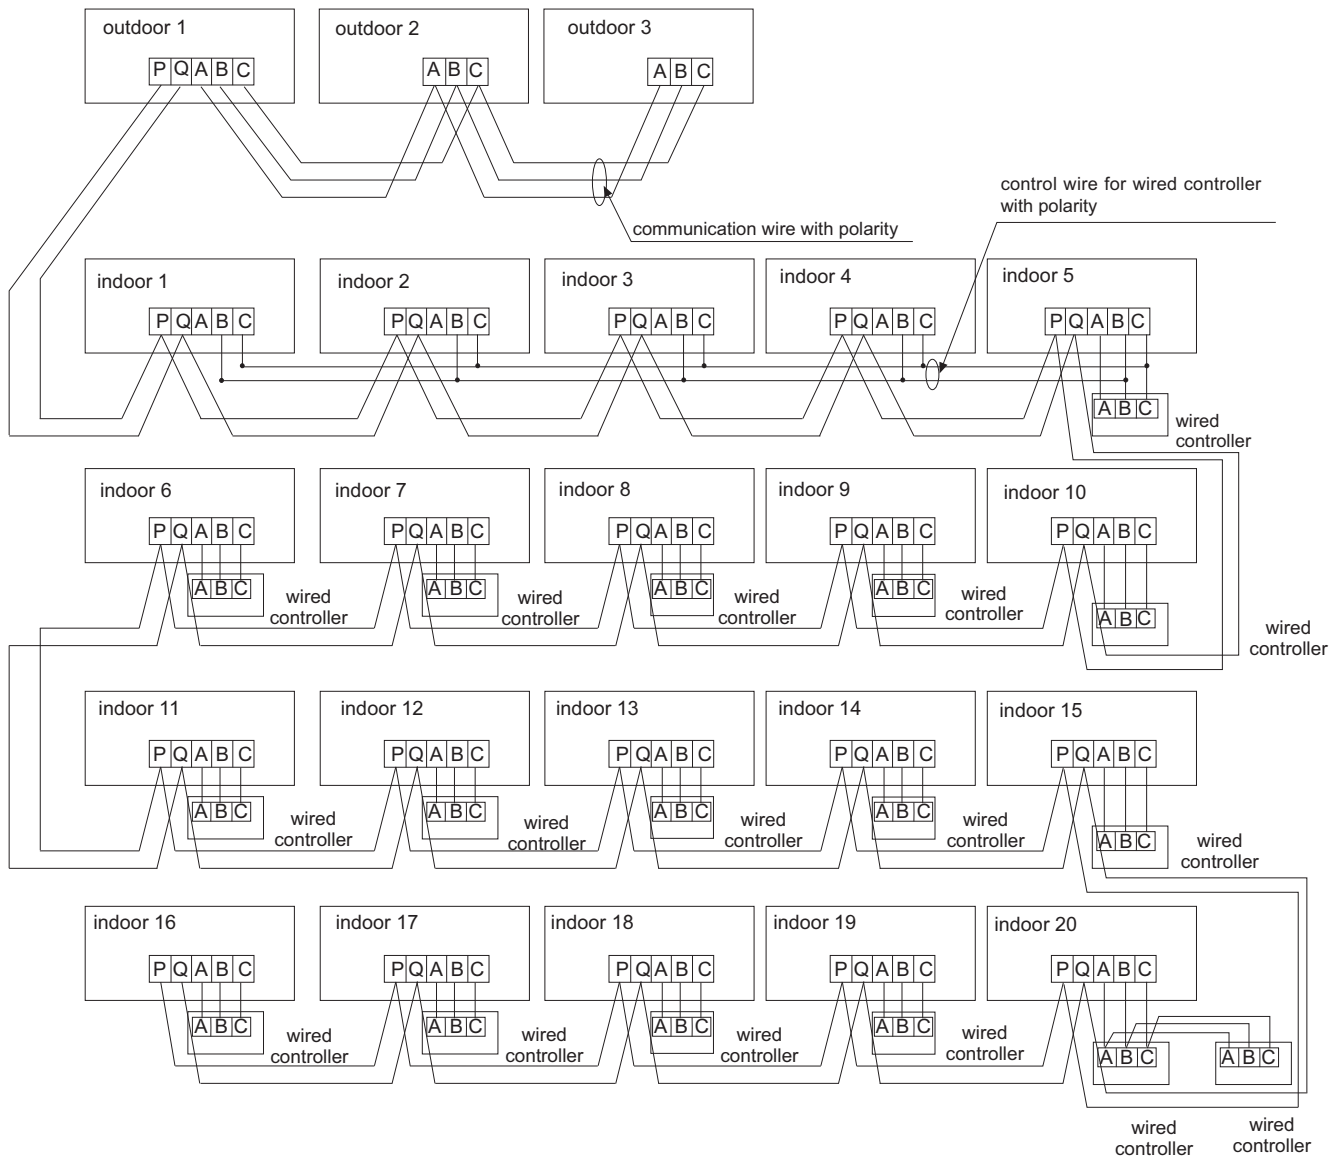 outdoor 1
outdoor 2
outdoor 3
P Q A B C
A B C
A B C
control wire for wired controller
with polarity
communication wire with polarity
indoor 1
indoor 2
indoor 3
indoor 4
indoor 5
P Q A B C
P Q A B C
P Q A B C
P Q A B C
P Q A B C
A B C
wired
controller
indoor 6
indoor 7
indoor 8
indoor 9
indoor 10
P Q A B C
P Q A B C
P Q A B C
P Q A B C
P Q A B C
A B C
wired
controller
A B C
wired
controller
A B C
wired
controller
A B C
wired
controller
A B C
wired
controller
indoor 11
indoor 12
indoor 13
indoor 14
indoor 15
P Q A B C
P Q A B C
P Q A B C
P Q A B C
P Q A B C
A B C
wired
controller
A B C
wired
controller
A B C
wired
controller
A B C
wired
controller
A B C
wired
controller
indoor 16
indoor 17
indoor 18
indoor 19
indoor 20
P Q A B C
P Q A B C
P Q A B C
P Q A B C
P Q A B C
A B C
wired
controller
A B C
wired
controller
A B C
wired
controller
A B C
wired
controller
A B C
A B C
wired
controller
wired
controller